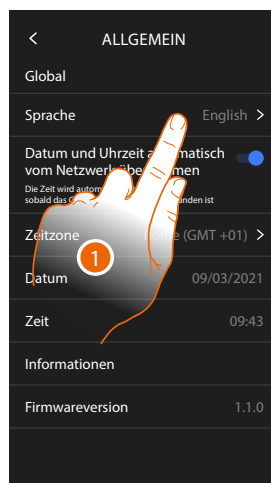 ALLGEMEIN
Global
Sprache English
Datum und Uhrzeit
vom Netzwerk
Die Zeit wird
sobald das ist
Zeitzone (GMT +01)
1
Datum 09/03/2021
Zeit 09:43
Informationen
Firmwareversion 1.1.0